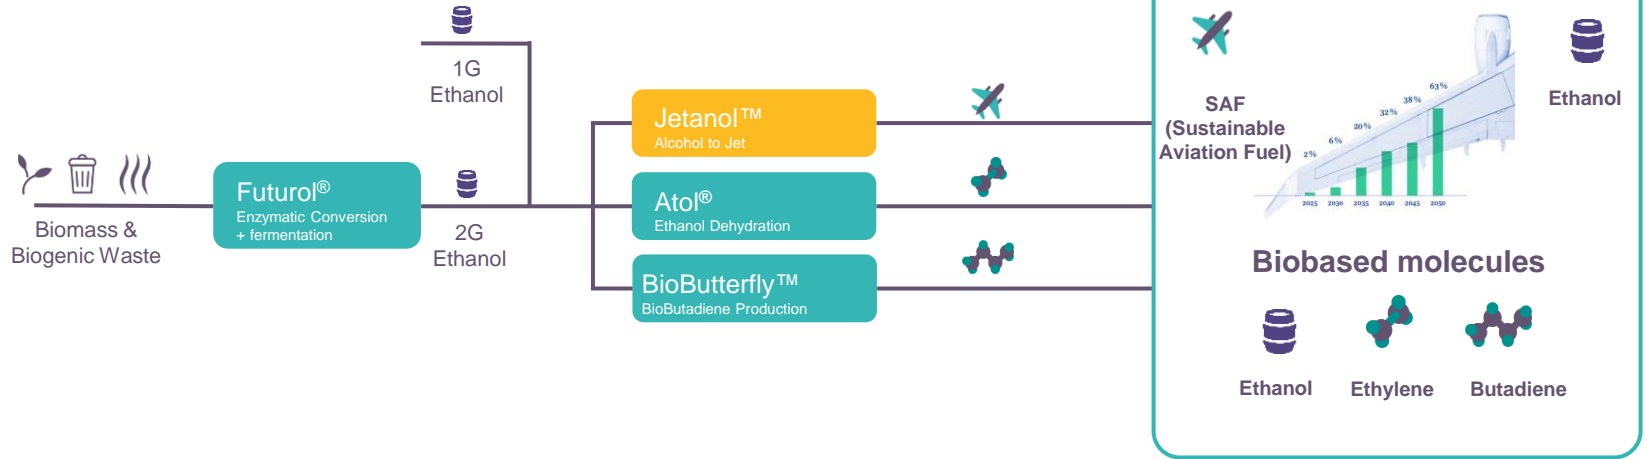 1G
Ethanol
Biomass &
Biogenic Waste
Futurol®
Enzymatic Conversion
+ fermentation
2G
Ethanol
Jetanol™
Alcohol to Jet
Atol®
Ethanol Dehydration
BioButterfly™
BioButadiene Production
SAF
(Sustainable
Aviation Fuel)
2%
6%
20%
32%
38%
63%
2025
2030
2035
2040
2045
2050
Ethanol
Biobased molecules
Ethanol
Ethylene
Butadiene